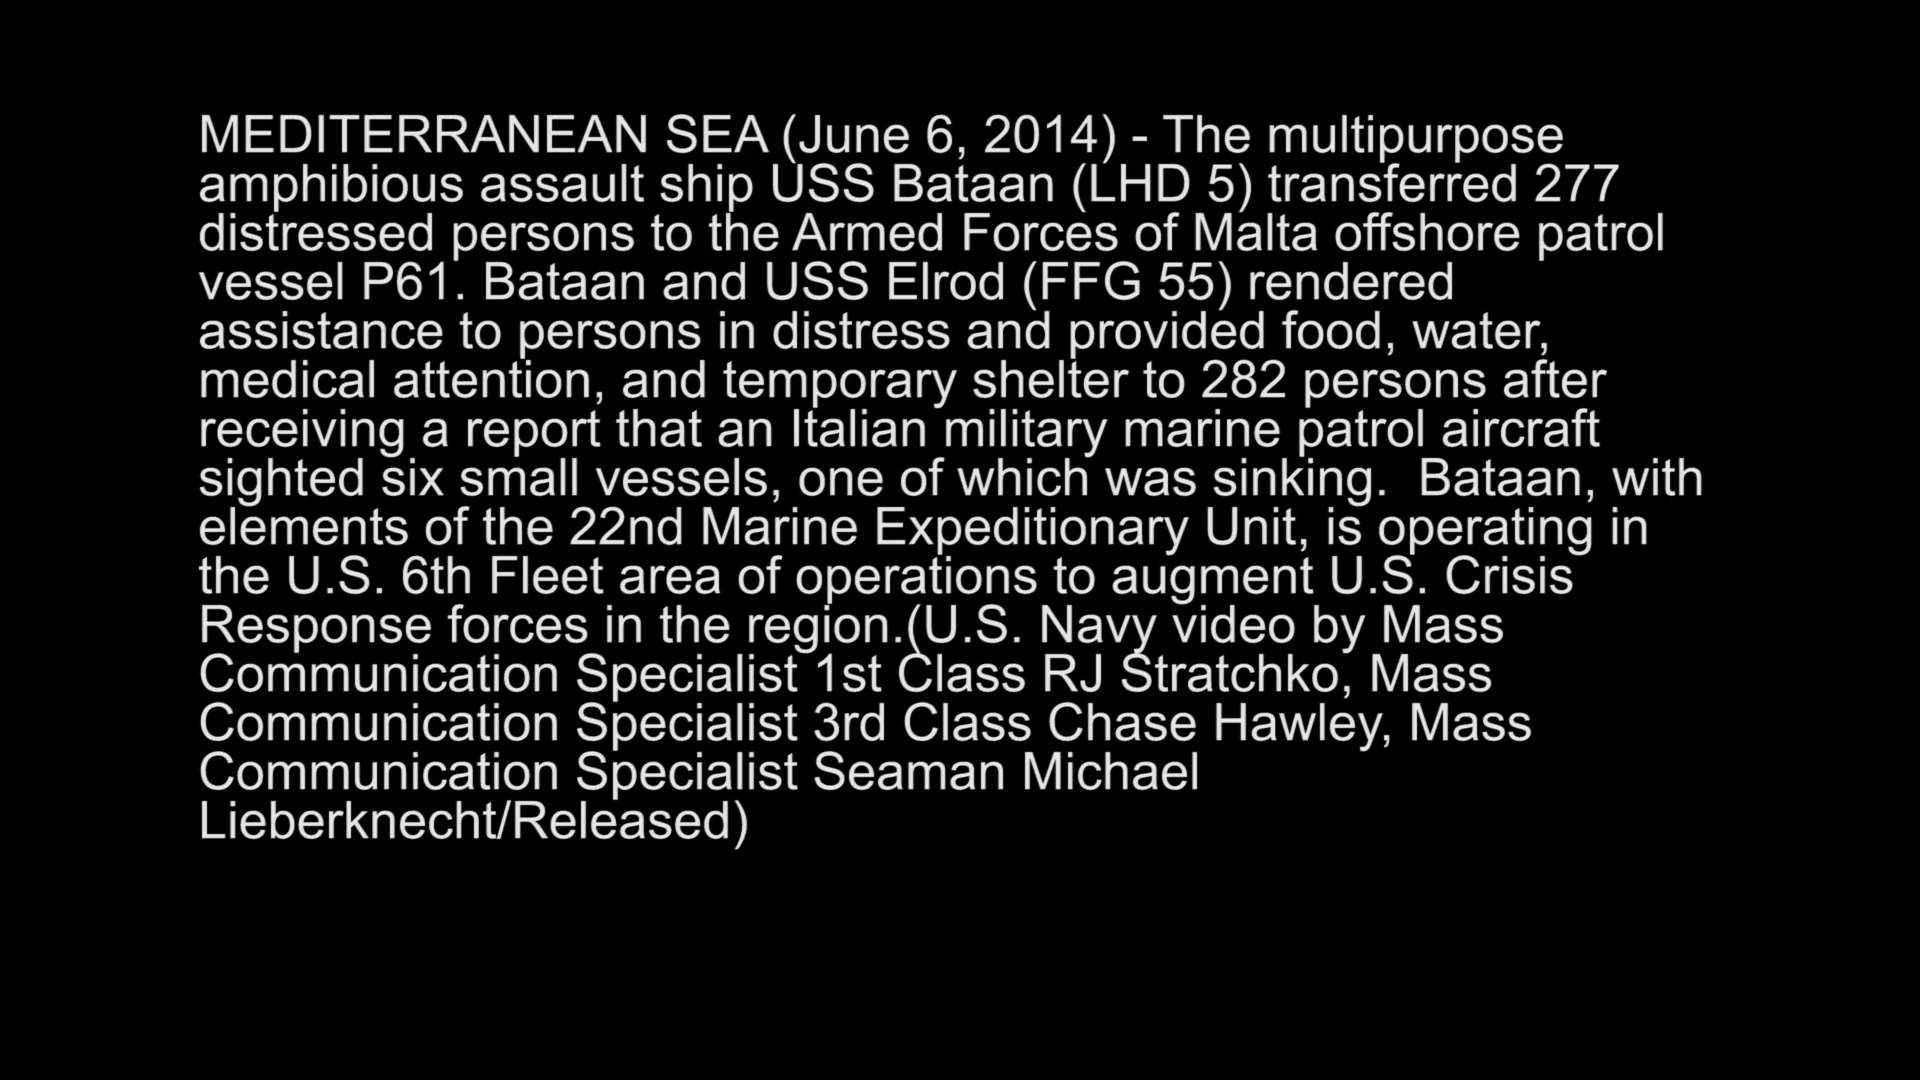 MEDITERRANEAN SEA (June 6, 2014) - The multipurpose
amphibious assault ship USS Bataan (LHD 5) transferred 277
distressed persons to the Armed Forces of Malta offshore patrol
vessel P61. Bataan and USS Elrod (FFG 55) rendered
assistance to persons in distress and provided food, water,
medical attention, and temporary shelter to 282 persons after
receiving a report that an Italian military marine patrol aircraft
sighted six small vessels, one of which was sinking.  Bataan, with
elements of the 22nd Marine Expeditionary Unit, is operating in
the U.S. 6th Fleet area of operations to augment U.S. Crisis
Response forces in the region.(U.S. Navy video by Mass
Communication Specialist 1st Class RJ Stratchko, Mass
Communication Specialist 3rd Class Chase Hawley, Mass
Communication Specialist Seaman Michael
Lieberknecht/Released)